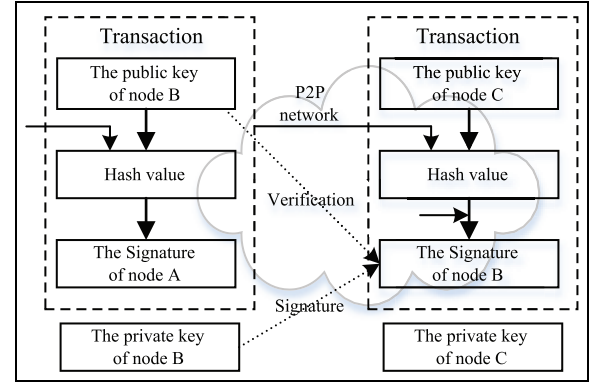 Transaction
The public key
of node B
Hash value
The Signature
of node A
The private key
of node B
P2P
network
Verification
Signature
Transaction
The public key
of node C
Hash value
The Signature
of node B
The private key
of node C